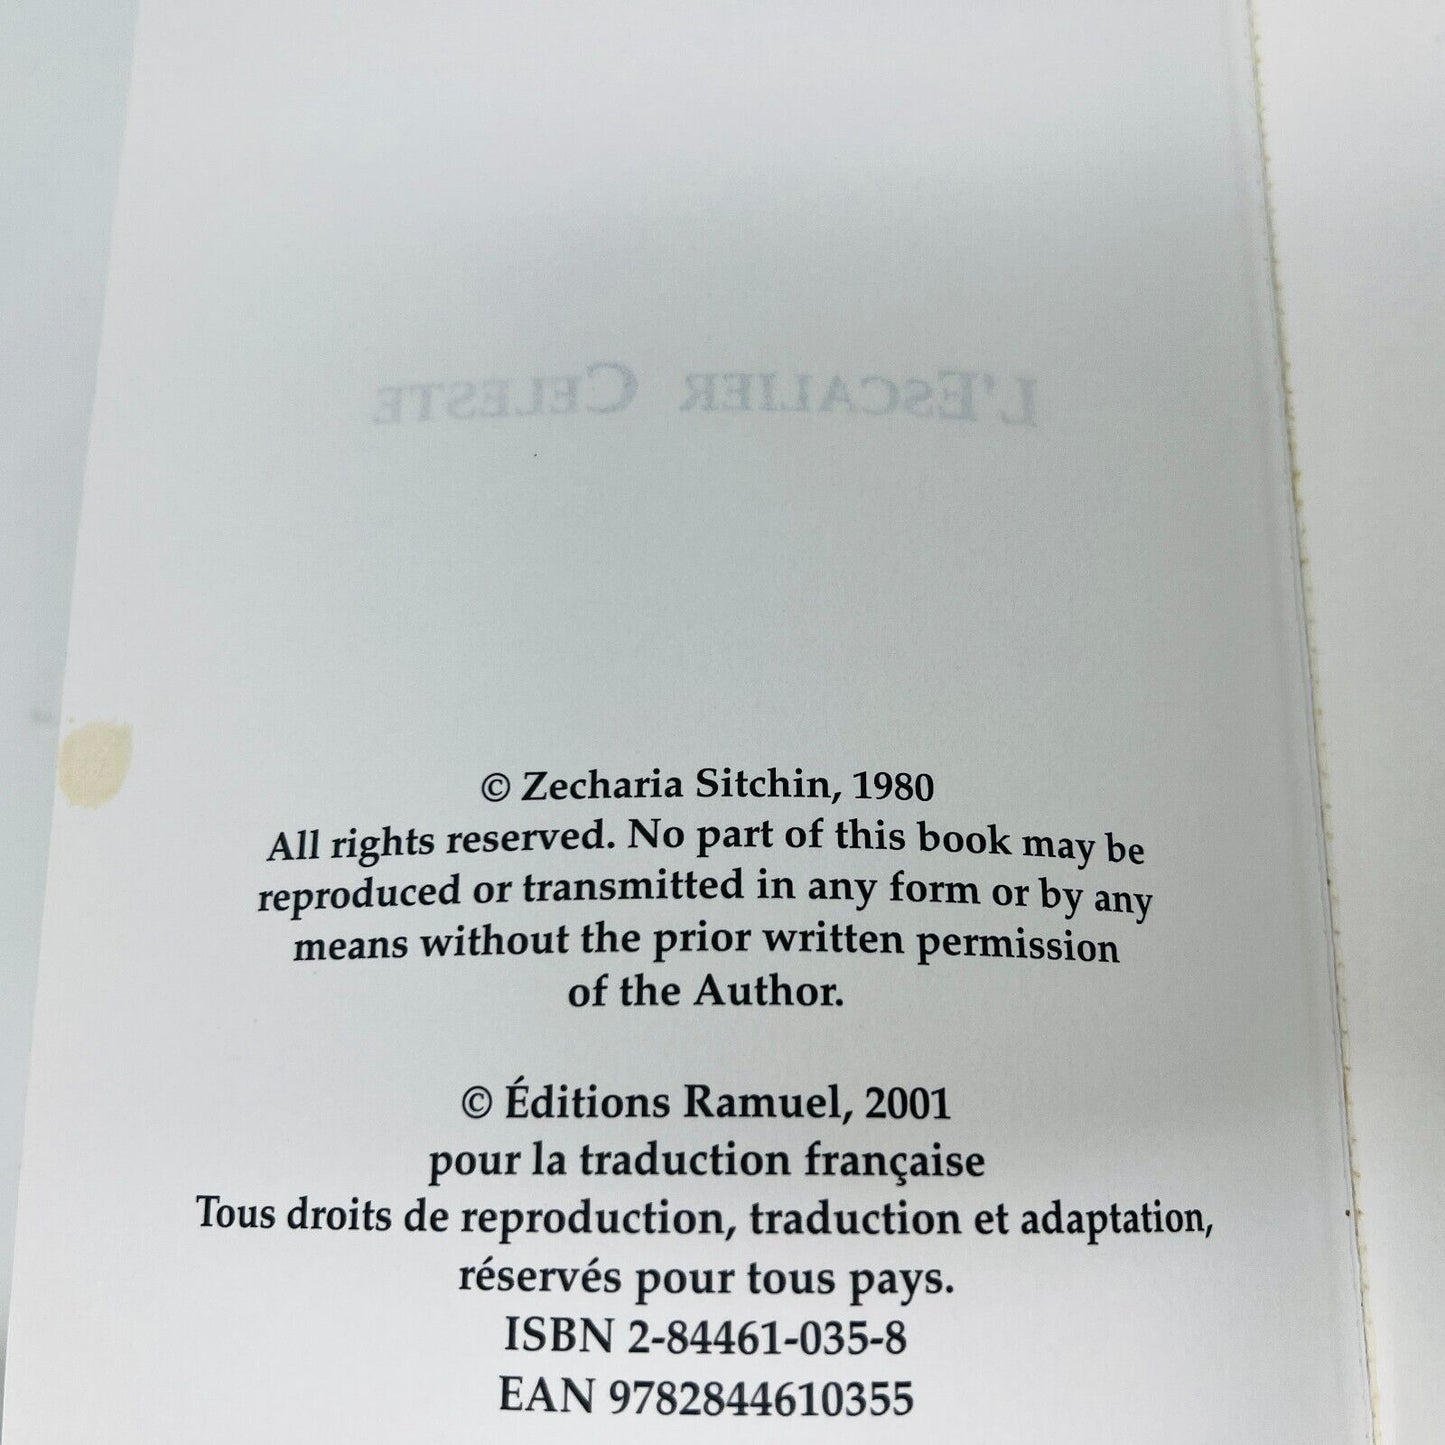 L'Escalier Celeste
© Zecharia Sitchin, 1980
All rights reserved. No part of this book may be
reproduced or transmitted in any form or by any
means without the prior written permission
of the Author.
© Éditions Ramuel, 2001
pour la traduction française
Tous droits de reproduction, traduction et adaptation,
réservés pour tous pays.
ISBN 2-84461-035-8
EAN 9782844610355